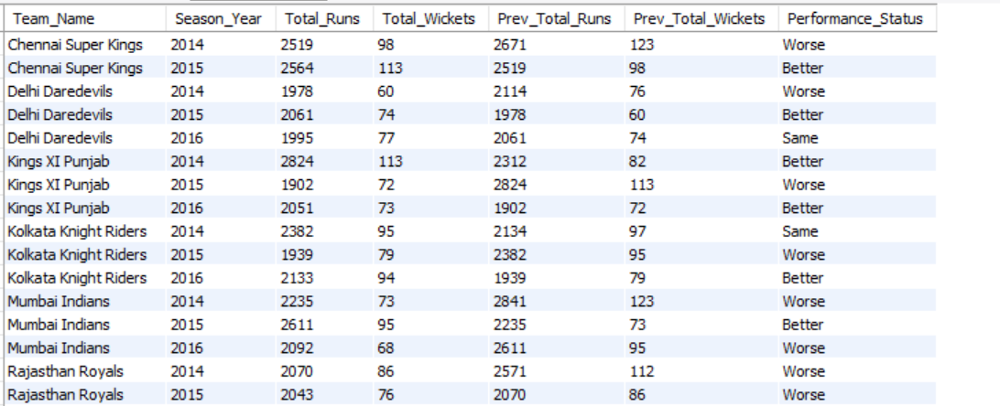 Team_Name Season_Year Total_Runs Total_Wickets Prev_Total_Runs Prev_Total_Wickets Performance_Status
Chennai Super Kings 2014 2519 98 2671 123 Worse
Chennai Super Kings 2015 2564 113 2519 98 Better
Delhi Daredevils 2014 1978 60 2114 76 Worse
Delhi Daredevils 2015 2061 74 1978 60 Better
Delhi Daredevils 2016 1995 77 2061 74 Same
Kings XI Punjab 2014 2824 113 2312 82 Better
Kings XI Punjab 2015 1902 72 2824 113 Worse
Kings XI Punjab 2016 2051 73 1902 72 Better
Kolkata Knight Riders 2014 2382 95 2134 97 Same
Kolkata Knight Riders 2015 1939 79 2382 95 Worse
Kolkata Knight Riders 2016 2133 94 1939 79 Better
Mumbai Indians 2014 2235 73 2841 123 Worse
Mumbai Indians 2015 2611 95 2235 73 Better
Mumbai Indians 2016 2092 68 2611 95 Worse
Rajasthan Royals 2014 2070 86 2571 112 Worse
Rajasthan Royals 2015 2043 76 2070 86 Worse